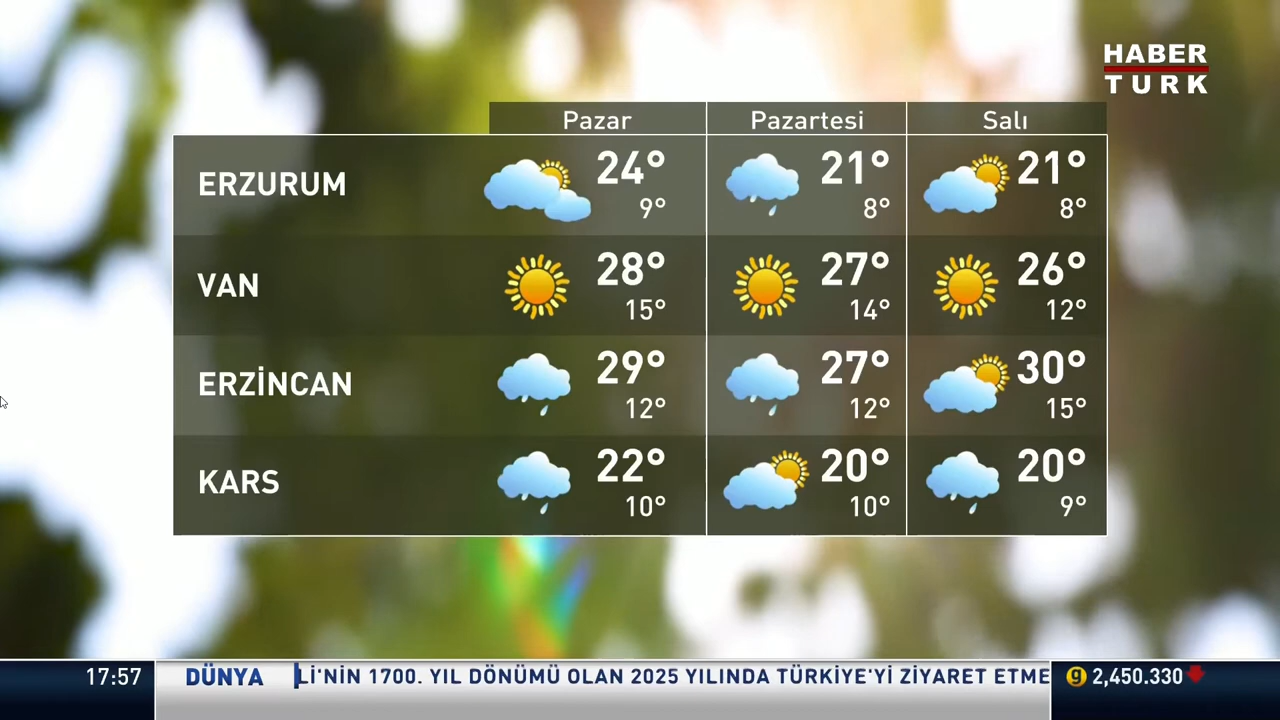 HABER
TURK
Pazar Pazartesi Salı
ERZURUM 24° 21° 21°
9° 8° 8°
VAN 28° 27° 26°
15° 14° 12°
ERZİNCAN 29° 27° 30°
12° 12° 15°
KARS 22° 20° 20°
10° 10° 9°
17:57 DÜNYA Lİ'NİN 1700. YIL DÖNÜMÜ OLAN 2025 YILINDA TÜRKİYE'Yİ ZİYARET ETME g 2,450.330